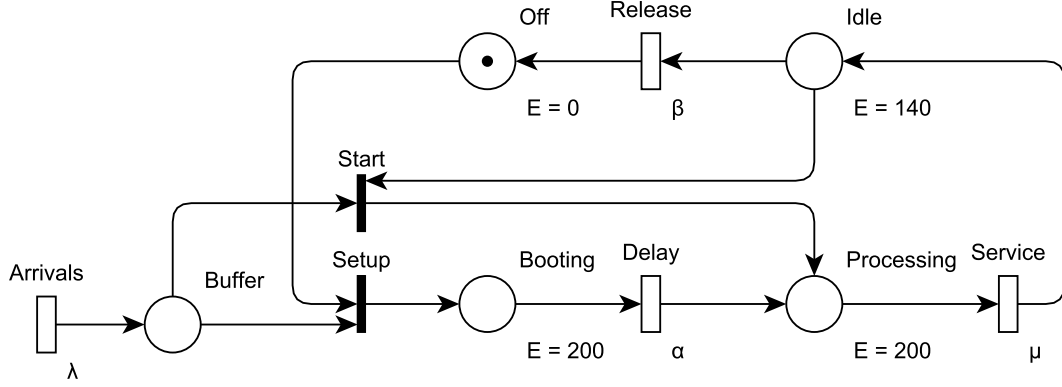 Off
Release
Idle
E = 0
β
E = 140
Start
Setup
Booting
Delay
Processing
Service
Arrivals
Buffer
λ
E = 200
α
E = 200
μ